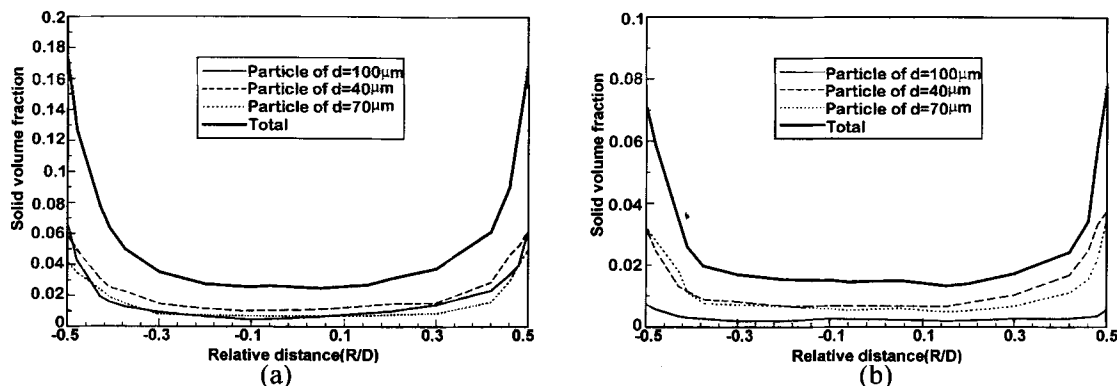 0.2
0.18
0.16
0.14
0.12
0.1
0.08
0.06
0.04
0.02
0
Solid volume fraction
Particle of d=100μm
Particle of d=40μm
Particle of d=70μm
Total
-0.5 -0.3 -0.1 0.1 0.3 0.5
Relative distance(R/D)
(a)
0.1
0.08
0.06
0.04
0.02
0
Solid volume fraction
Particle of d=100μm
Particle of d=40μm
Particle of d=70μm
Total
-0.5 -0.3 -0.1 0.1 0.3 0.5
Relative distance(R/D)
(b)